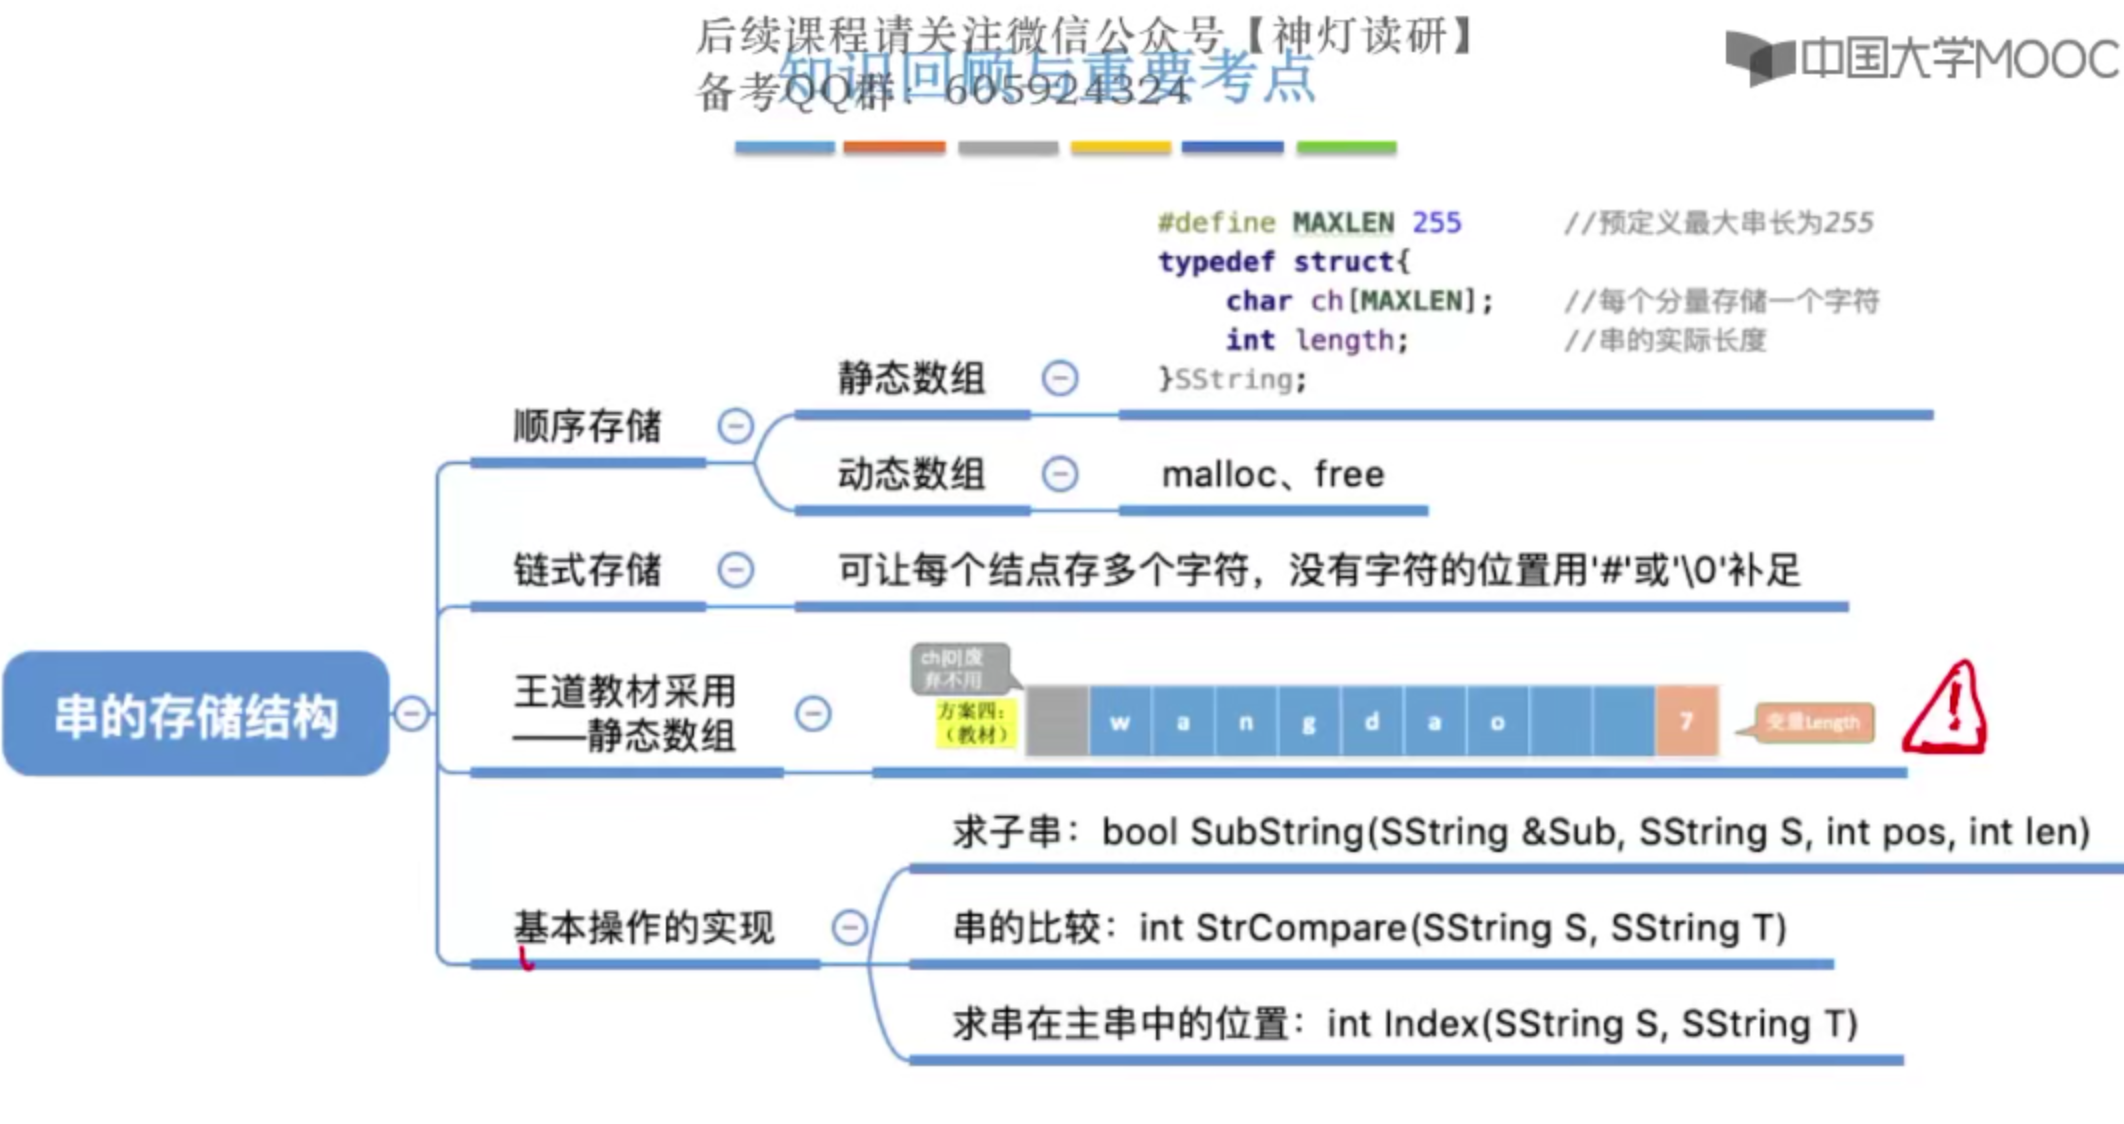 后续课程请关注微信公众号【神灯读研】
中国大学MOOC
知识回顾与重要考点
备考QQ群：605924324
#define MAXLEN 255 //预定义最大串长为255
typedef struct{
char ch[MAXLEN]; //每个分量存储一个字符
int length; //串的实际长度
}SString;
静态数组
顺序存储
动态数组
malloc、free
链式存储
可让每个结点存多个字符，没有字符的位置用'#'或'\0'补足
串的存储结构
王道教材采用
——静态数组
ch[0]废
弃不用
方案四：
（教材）
w a n g d a o 7
变量Length
!
基本操作的实现
求子串：bool SubString(SString &Sub, SString S, int pos, int len)
串的比较：int StrCompare(SString S, SString T)
求串在主串中的位置：int Index(SString S, SString T)